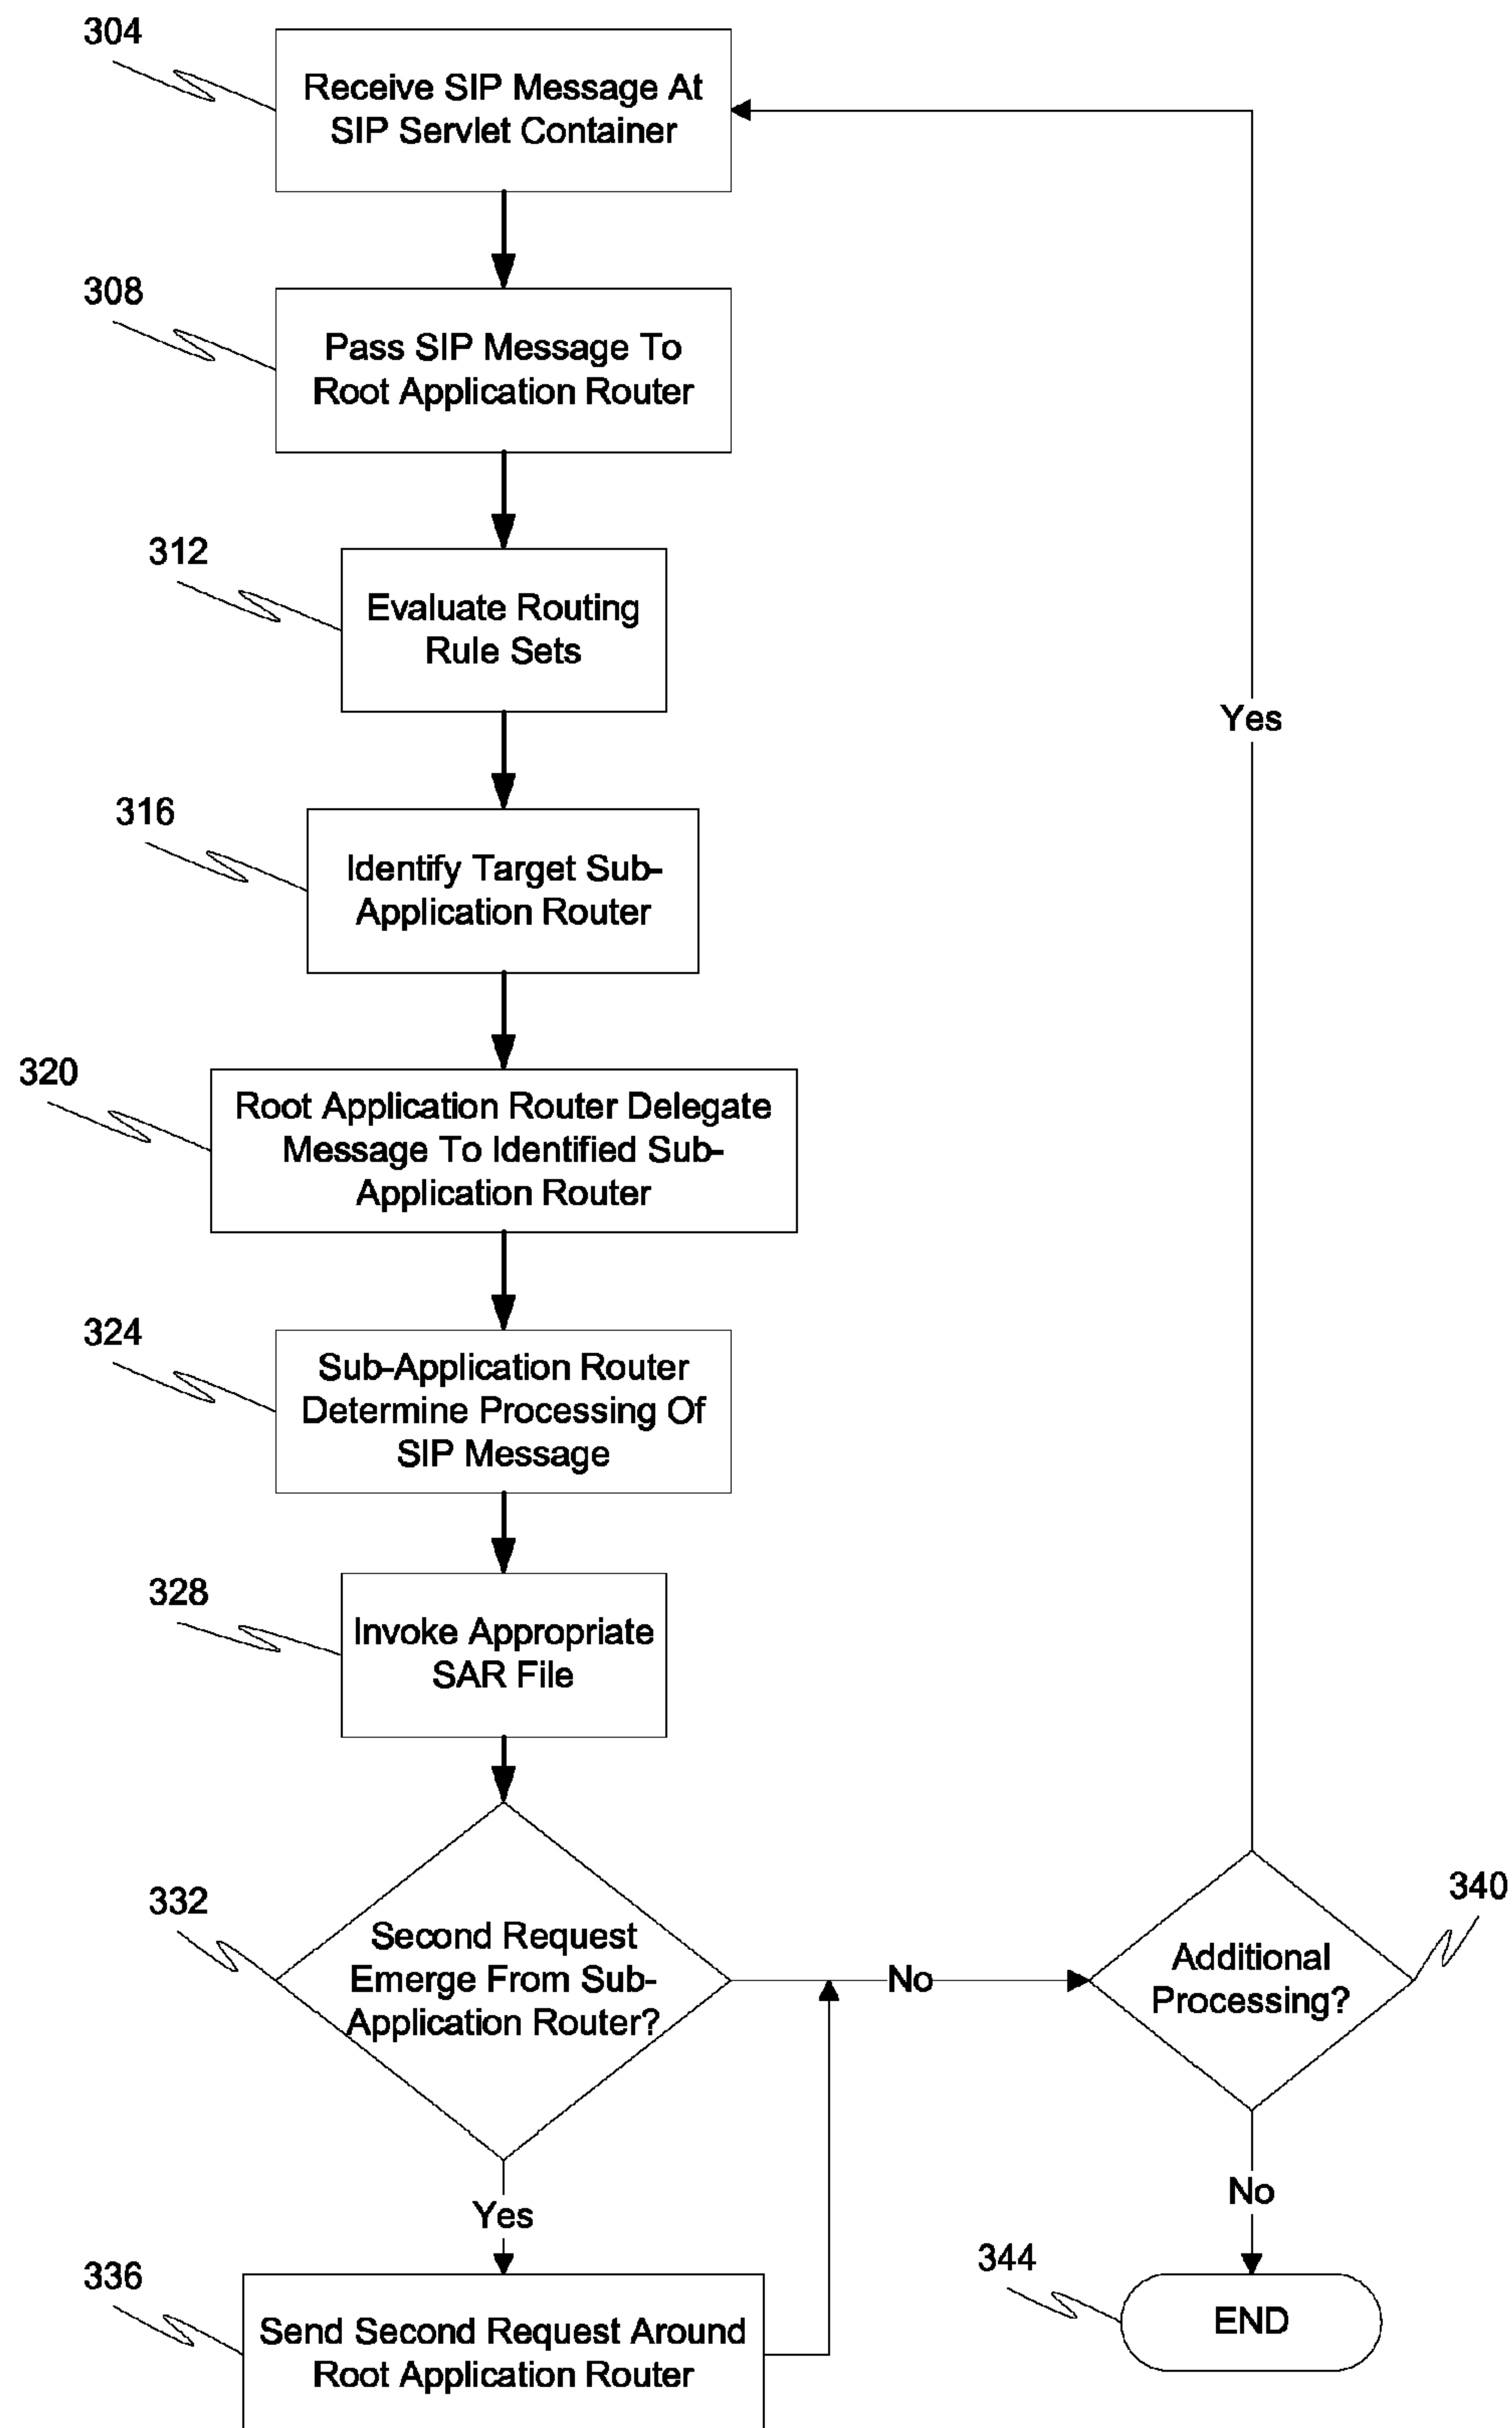 304
Receive SIP Message At
SIP Servlet Container
308
Pass SIP Message To
Root Application Router
312
Evaluate Routing
Rule Sets
Yes
316
Identify Target Sub-
Application Router
320
Root Application Router Delegate
Message To Identified Sub-
Application Router
324
Sub-Application Router
Determine Processing Of
SIP Message
328
Invoke Appropriate
SAR File
332
Second Request
Emerge From Sub-
Application Router?
No
340
Additional
Processing?
Yes
No
336
Send Second Request Around
Root Application Router
344
END